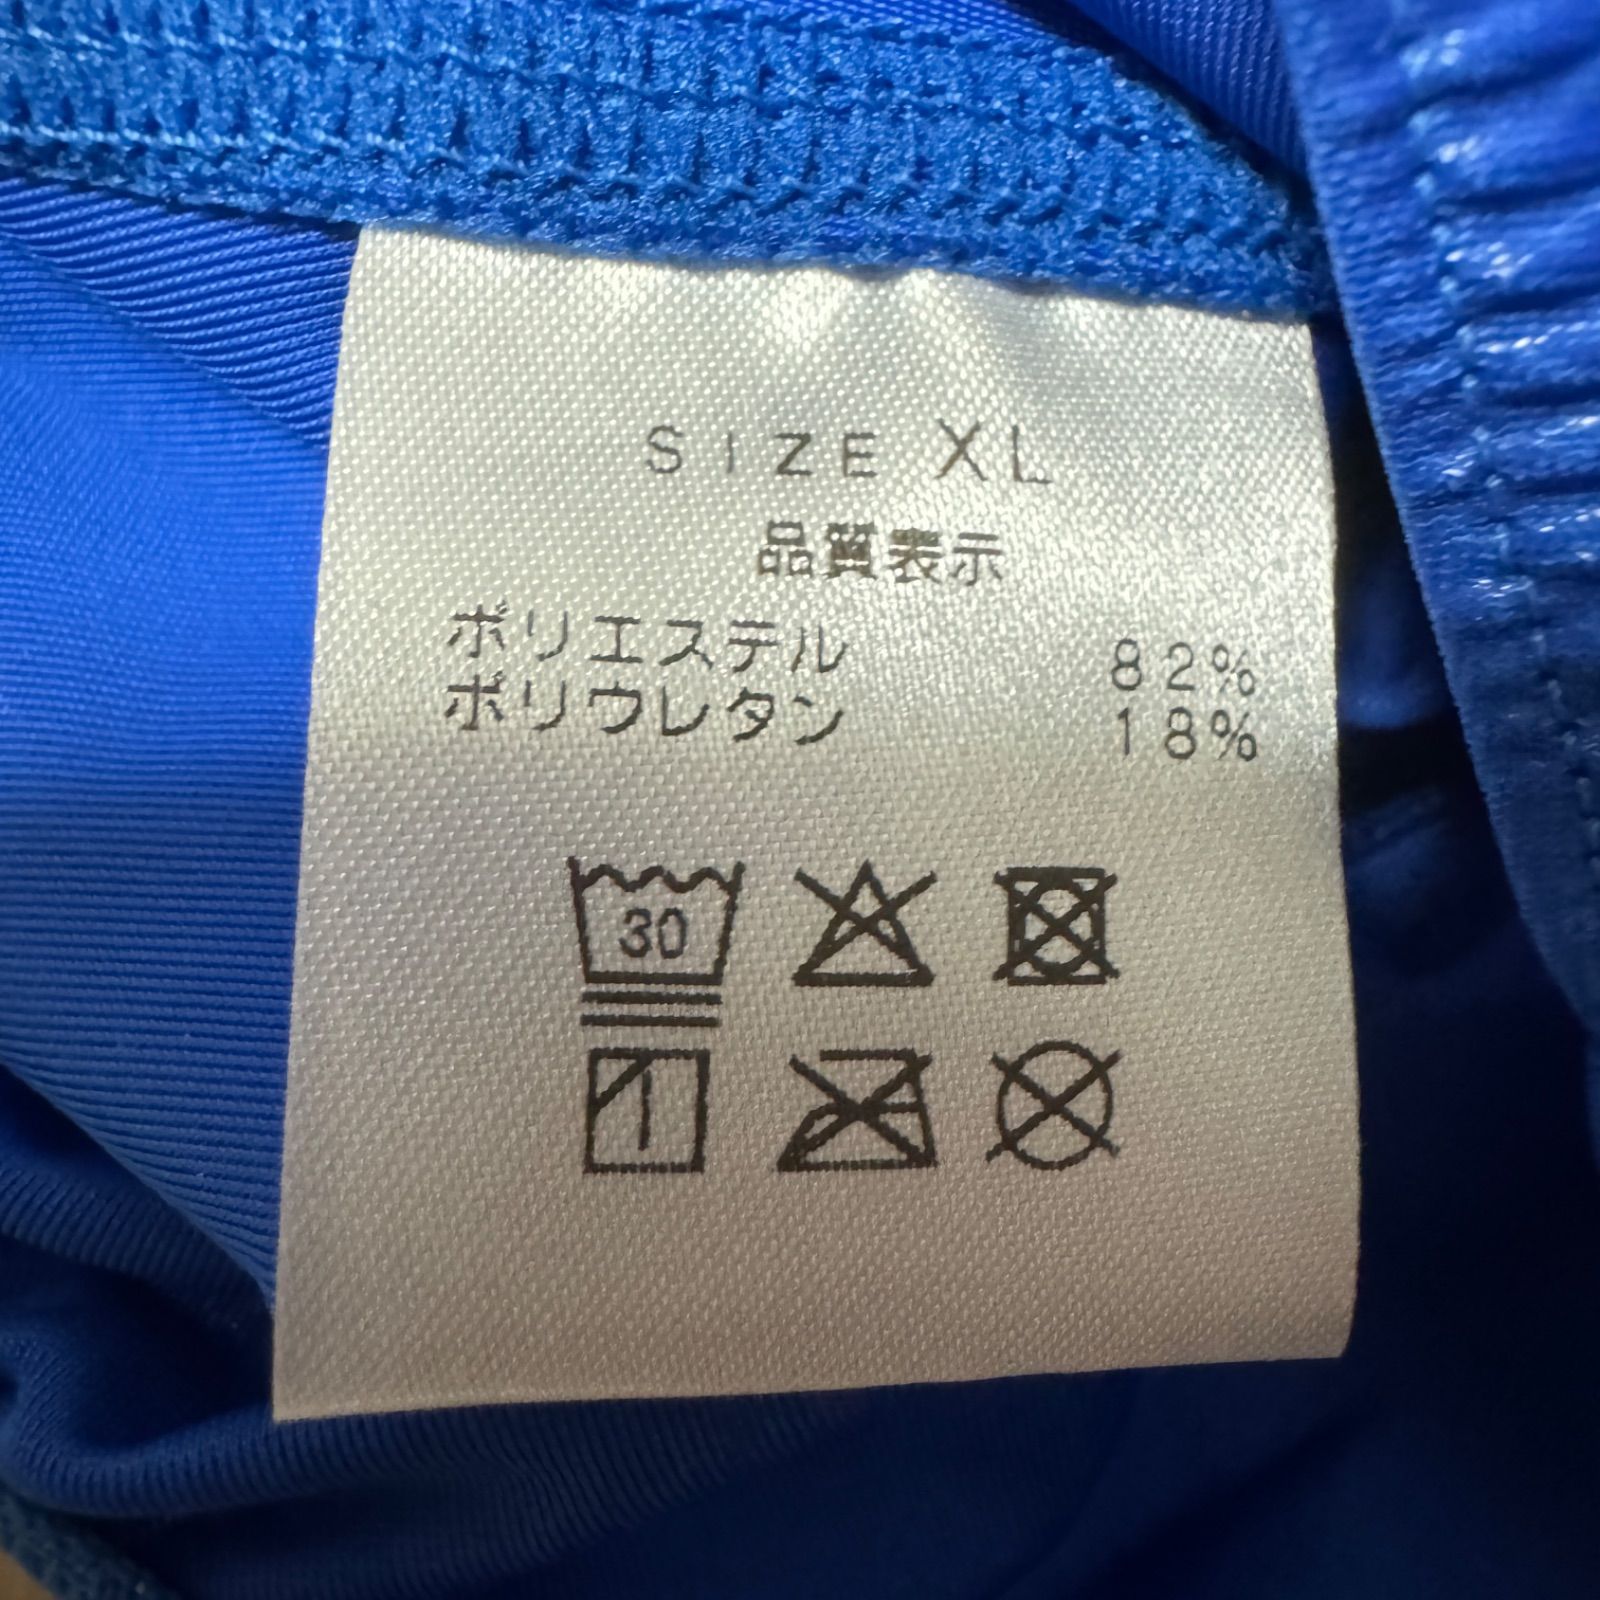 SIZE XL
品質表示
ポリエステル 82%
ポリウレタン 18%
30